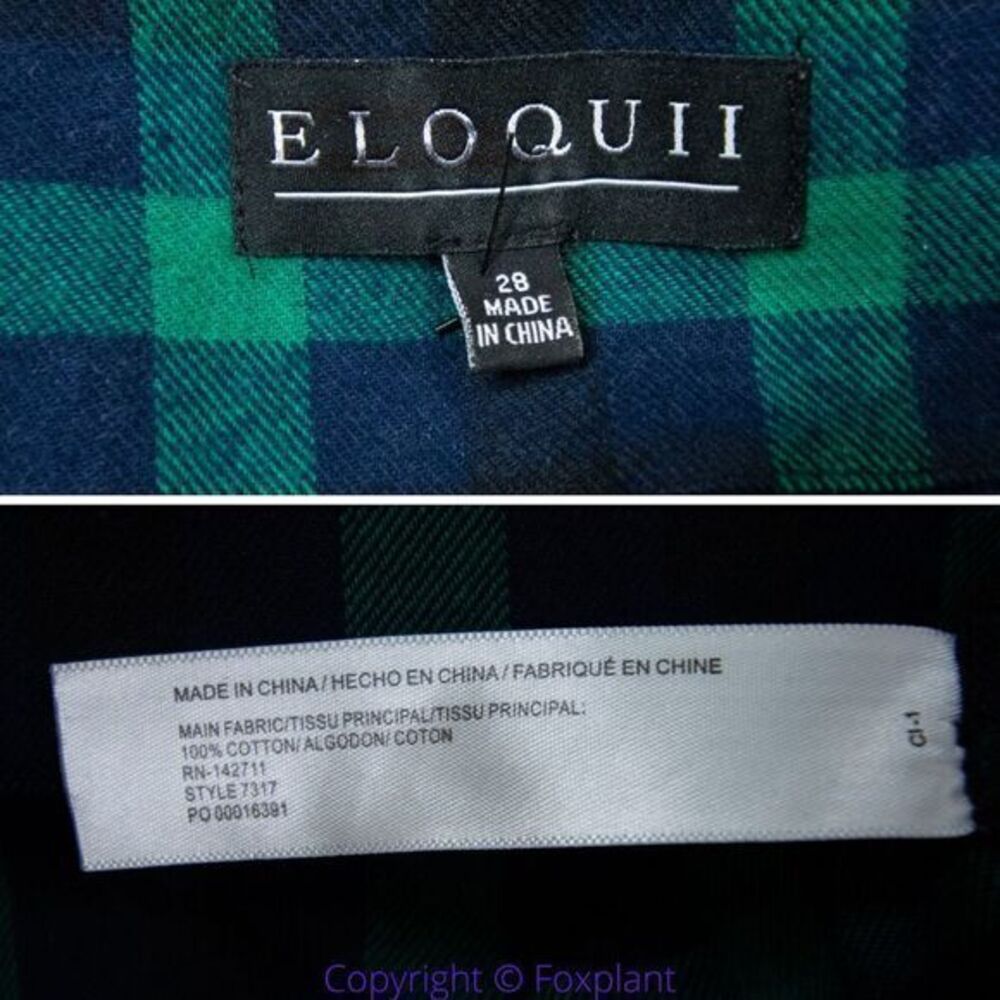 ELOQUII
28
MADE
IN CHINA
MADE IN CHINA/HECHO EN CHINA/FABRIQUÉ EN CHINE
MAIN FABRIC/TISSU PRINCIPAL/TISSU PRINCIPAL:
100% COTTON/ALGODON/COTON
RN-142711
STYLE 7317
PO 00016391
CI-1
Copyright © Foxplant